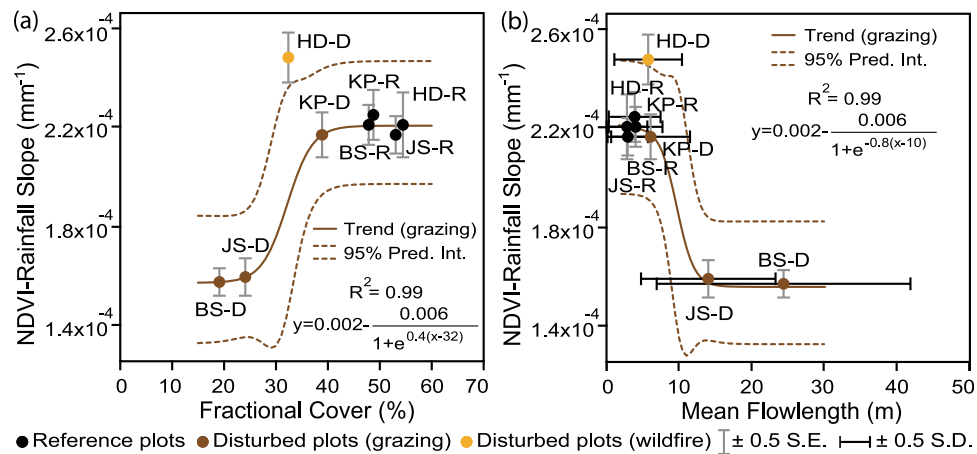 (a)
NDVI-Rainfall Slope (mm-1)
2.6x10-4
2.2x10-4
1.8x10-4
1.4x10-4
HD-D
KP-R
KP-D
HD-R
BS-R
JS-R
JS-D
BS-D
Trend (grazing)
95% Pred. Int.
R2= 0.99
y=0.002- 0.006
1+e0.4(x-32)
0 10 20 30 40 50 60 70
Fractional Cover (%)
(b)
NDVI-Rainfall Slope (mm-1)
2.6x10-4
2.2x10-4
1.8x10-4
1.4x10-4
HD-D
HD-R
KP-R
KP-D
BS-R
JS-R
BS-D
JS-D
Trend (grazing)
95% Pred. Int.
R2= 0.99
y=0.002- 0.006
1+e-0.8(x-10)
0 10 20 30 40 50
Mean Flowlength (m)
Reference plots Disturbed plots (grazing) Disturbed plots (wildfire) ± 0.5 S.E. ± 0.5 S.D.